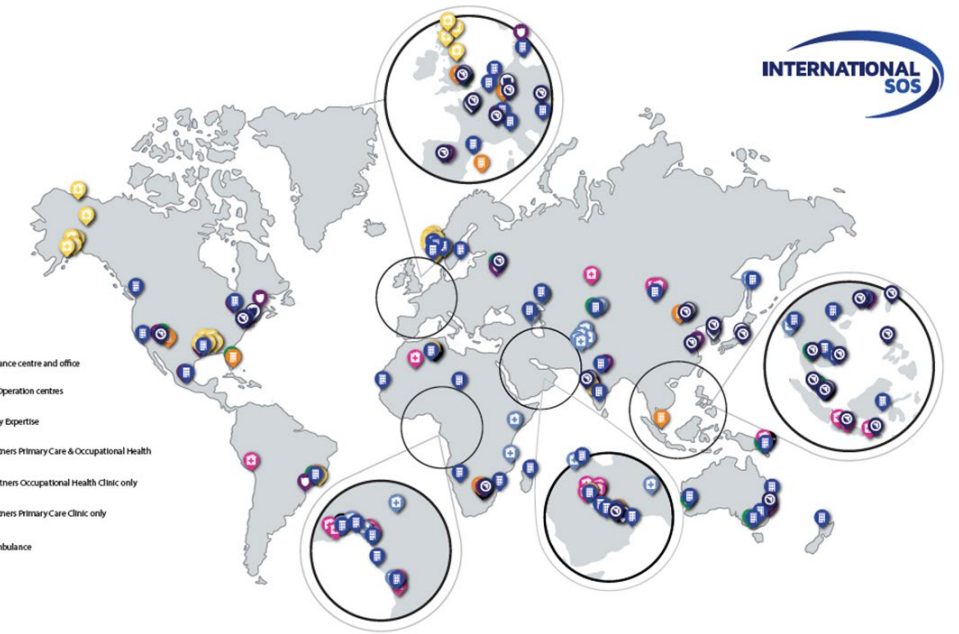 INTERNATIONAL
SOS
ance centre and office
Operation centres
y Expertise
tners Primary Care & Occupational Health
tners Occupational Health Clinic only
tners Primary Care Clinic only
mbulance